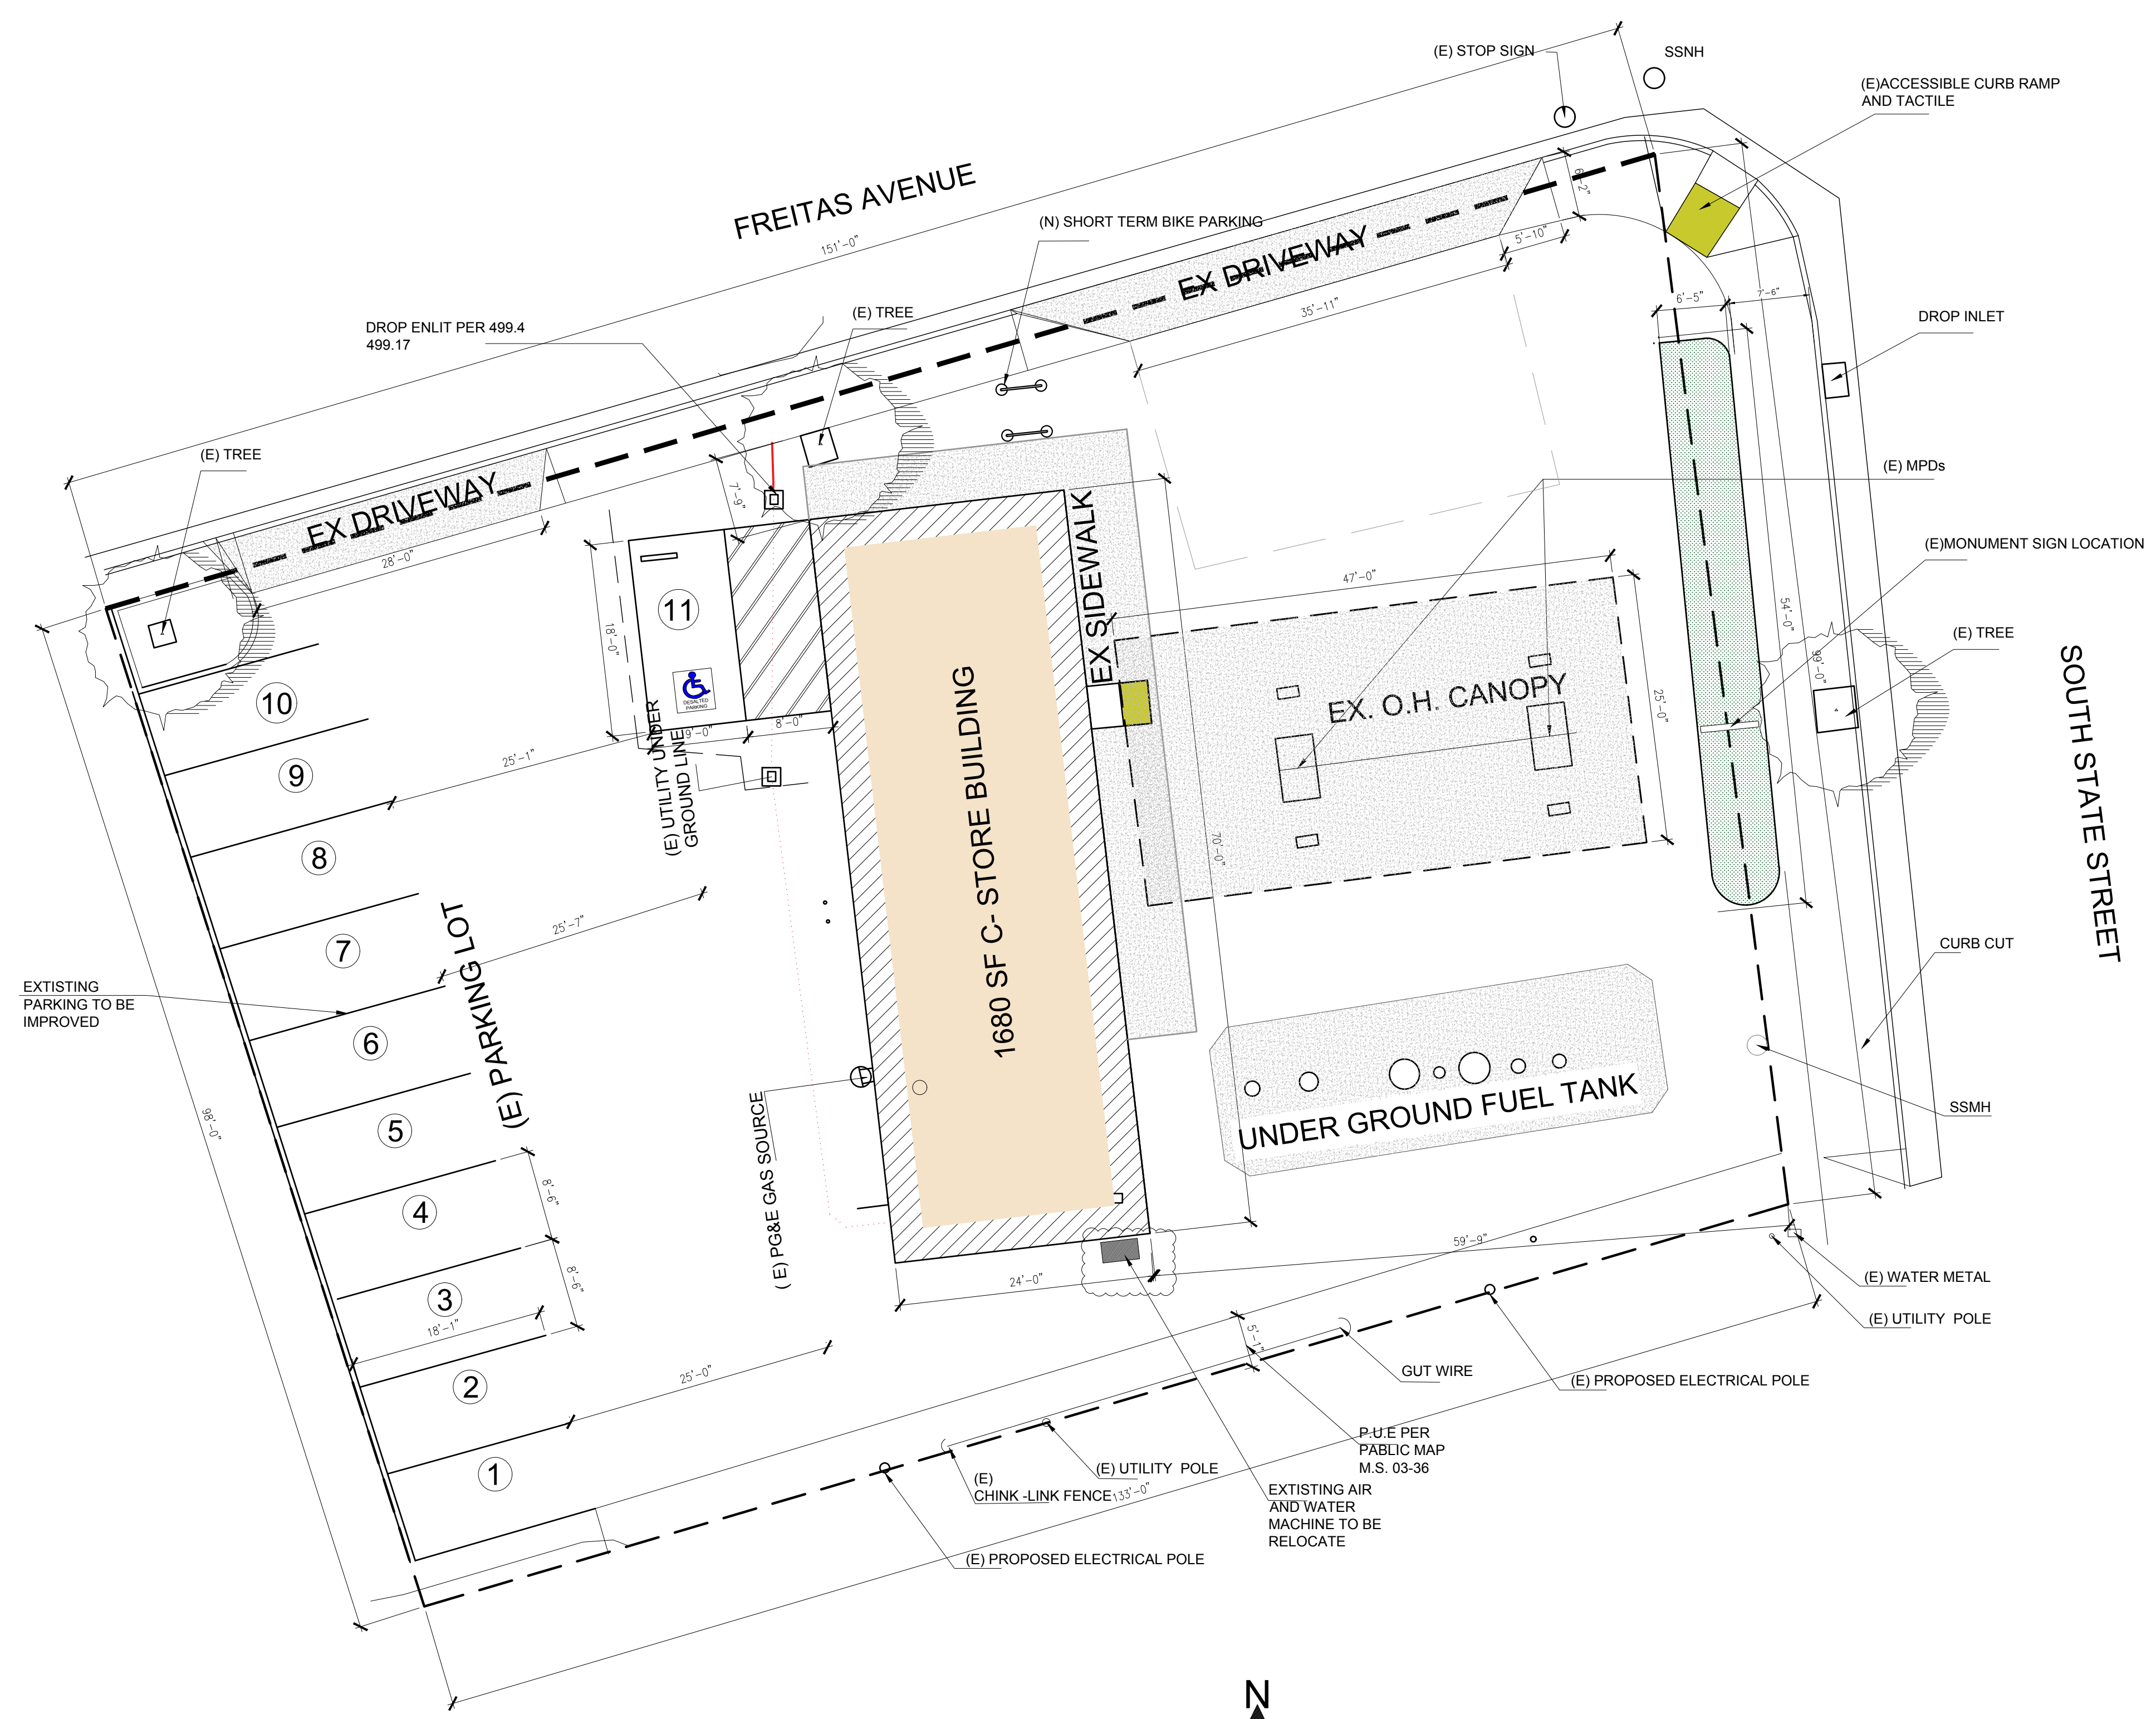 (E) STOP SIGN
SSNH
(E)ACCESSIBLE CURB RAMP
AND TACTILE
FREITAS AVENUE
151'-0"
(N) SHORT TERM BIKE PARKING
6'-2"
EX DRIVEWAY
5'-10"
35'-11"
6'-5"
7'-6"
DROP INLET
DROP ENLIT PER 499.4
499.17
(E) TREE
(E) TREE
(E) MPDs
EX DRIVEWAY
28'-0"
7'-9"
EX SIDEWALK
(E)MONUMENT SIGN LOCATION
47'-0"
54'-0"
99'-0"
(E) TREE
11
18'-0"
DESALTED
PARKING
9'-0"
8'-0"
EX. O.H. CANOPY
25'-0"
SOUTH STATE STREET
10
9
25'-1"
(E) UTILITY UNDER
GROUND LINE
1680 SF C- STORE BUILDING
70'-0"
8
7
25'-7"
(E) PARKING LOT
CURB CUT
EXTISTING
PARKING TO BE
IMPROVED
6
5
98'-0"
UNDER GROUND FUEL TANK
SSMH
( E) PG&E GAS SOURCE
4
8'-6"
8'-6"
3
18'-1"
24'-0"
59'-9"
(E) WATER METAL
(E) UTILITY  POLE
5'-1"
2
25'-0"
GUT WIRE
(E) PROPOSED ELECTRICAL POLE
1
P.U.E PER
PABLIC MAP
M.S. 03-36
(E) UTILITY  POLE
(E)
CHINK -LINK FENCE
133'-0"
EXTISTING AIR
AND WATER
MACHINE TO BE
RELOCATE
(E) PROPOSED ELECTRICAL POLE
N